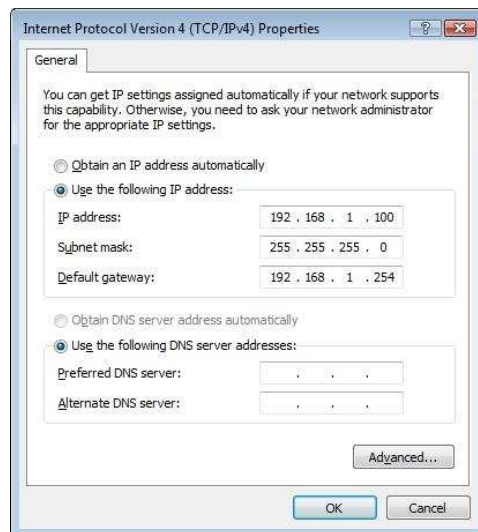 Internet Protocol Version 4 (TCP/IPv4) Properties
General
You can get IP settings assigned automatically if your network supports
this capability. Otherwise, you need to ask your network administrator
for the appropriate IP settings.
Obtain an IP address automatically
Use the following IP address:
IP address: 192 . 168 . 1 . 100
Subnet mask: 255 . 255 . 255 . 0
Default gateway: 192 . 168 . 1 . 254
Obtain DNS server address automatically
Use the following DNS server addresses:
Preferred DNS server: . . .
Alternate DNS server: . . .
Advanced...
OK Cancel